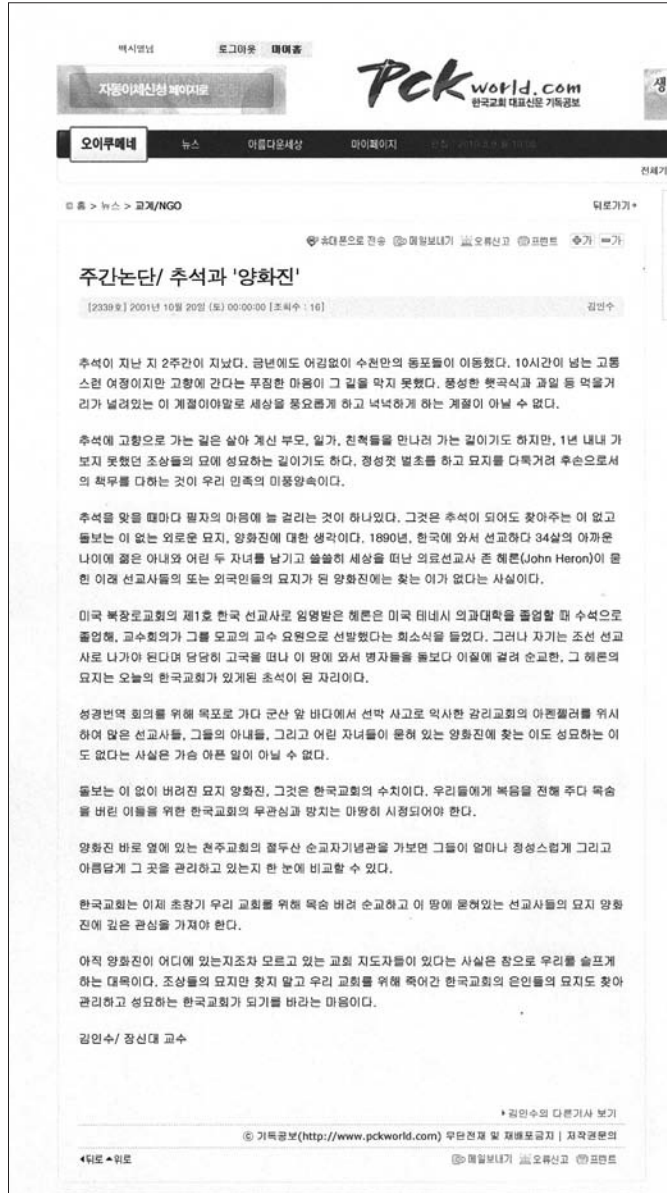 백시영님 로그아웃 마이홈
자동이체신청 페이지로
Pckworld.com
한국교회 대표신문 기독공보
생
오이쿠메네 뉴스 아름다운세상 마이페이지
전체기
홈 > 뉴스 > 교계/NGO 뒤로가기
휴대폰으로 전송 메일보내기 오류신고 프린트 가 가
주간논단/ 추석과 '양화진'
[2339호] 2001년 10월 20일 (토) 00:00:00 [조회수 : 16] 김인수
추석이 지난 지 2주간이 지났다. 금년에도 어김없이 수천만의 동포들이 이동했다. 10시간이 넘는 고통
스런 여정이지만 고향에 간다는 푸짐한 마음이 그 길을 막지 못했다. 풍성한 햇곡식과 과일 등 먹을거
리가 널려있는 이 계절이야말로 세상을 풍요롭게 하고 넉넉하게 하는 계절이 아닐 수 없다.
추석에 고향으로 가는 길은 살아 계신 부모, 일가, 친척들을 만나러 가는 길이기도 하지만, 1년 내내 가
보지 못했던 조상들의 묘에 성묘하는 길이기도 하다. 정성껏 벌초를 하고 묘지를 다독거려 후손으로서
의 책무를 다하는 것이 우리 민족의 미풍양속이다.
추석을 맞을 때마다 필자의 마음에 늘 걸리는 것이 하나있다. 그것은 추석이 되어도 찾아주는 이 없고
돌보는 이 없는 외로운 묘지, 양화진에 대한 생각이다. 1890년, 한국에 와서 선교하다 34살의 아까운
나이에 젊은 아내와 어린 두 자녀를 남기고 쓸쓸히 세상을 떠난 의료선교사 존 헤론(John Heron)이 묻
힌 이래 선교사들의 또는 외국인들의 묘지가 된 양화진에는 찾는 이가 없다는 사실이다.
미국 북장로교회의 제1호 한국 선교사로 임명받은 헤론은 미국 테네시 의과대학을 졸업할 때 수석으로
졸업해, 교수회의가 그를 모교의 교수 요원으로 선발했다는 희소식을 들었다. 그러나 자기는 조선 선교
사로 나가야 된다며 담담히 고국을 떠나 이 땅에 와서 병자들을 돌보다 이질에 걸려 순교한, 그 헤론의
묘지는 오늘의 한국교회가 있게된 초석이 된 자리이다.
성경번역 회의를 위해 목포로 가다 군산 앞 바다에서 선박 사고로 익사한 감리교회의 아펜젤러를 위시
하여 많은 선교사들, 그들의 아내들, 그리고 어린 자녀들이 묻혀 있는 양화진에 찾는 이도 성묘하는 이
도 없다는 사실은 가슴 아픈 일이 아닐 수 없다.
돌보는 이 없이 버려진 묘지 양화진, 그것은 한국교회의 수치이다. 우리들에게 복음을 전해 주다 목숨
을 버린 이들을 위한 한국교회의 무관심과 방치는 마땅히 시정되어야 한다.
양화진 바로 옆에 있는 천주교회의 절두산 순교자기념관을 가보면 그들이 얼마나 정성스럽게 그리고
아름답게 그 곳을 관리하고 있는지 한 눈에 비교할 수 있다.
한국교회는 이제 초창기 우리 교회를 위해 목숨 버려 순교하고 이 땅에 묻혀있는 선교사들의 묘지 양화
진에 깊은 관심을 가져야 한다.
아직 양화진이 어디에 있는지조차 모르고 있는 교회 지도자들이 있다는 사실은 참으로 우리를 슬프게
하는 대목이다. 조상들의 묘지만 찾지 말고 우리 교회를 위해 죽어간 한국교회의 은인들의 묘지도 찾아
관리하고 성묘하는 한국교회가 되기를 바라는 마음이다.
김인수/ 장신대 교수
김인수의 다른기사 보기
ⓒ 기독공보(http://www.pckworld.com) 무단전재 및 재배포금지 | 저작권문의
뒤로 위로 메일보내기 오류신고 프린트